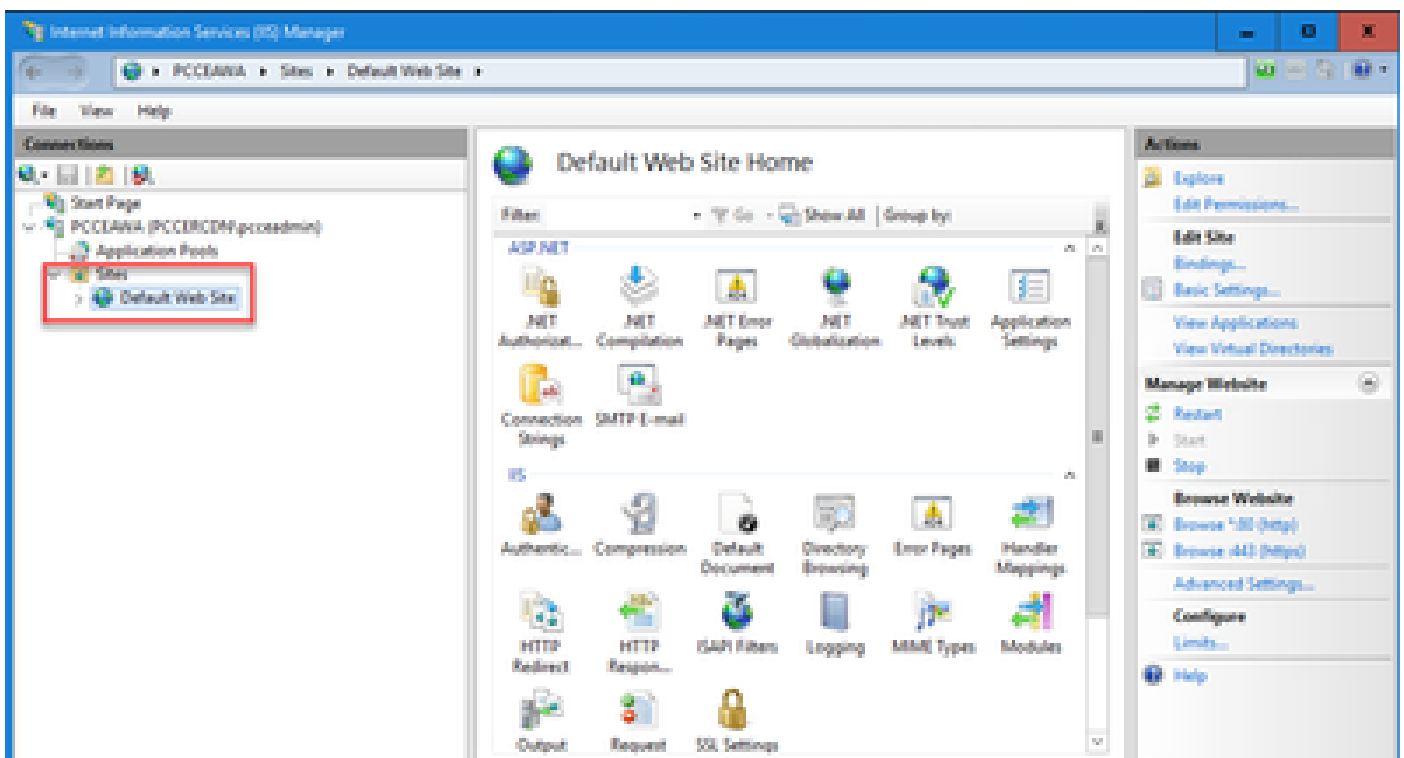 Internet Information Services (IIS) Manager
PCCEAWA ▸ Sites ▸ Default Web Site ▸
File View Help
Connections
Start Page
PCCEAWA (PCCERCDN\pcceadmin)
Application Pools
Sites
Default Web Site
Default Web Site Home
Filter: Go Show All Group by:
ASP.NET
.NET Authorizat...
.NET Compilation
.NET Error Pages
.NET Globalization
.NET Trust Levels
Application Settings
Connection Strings
SMTP E-mail
IIS
Authentic...
Compression
Default Document
Directory Browsing
Error Pages
Handler Mappings
HTTP Redirect
HTTP Respon...
ISAPI Filters
Logging
MIME Types
Modules
Output
Request
SSL Settings
Actions
Explore
Edit Permissions...
Edit Site
Bindings...
Basic Settings...
View Applications
View Virtual Directories
Manage Website
Restart
Start
Stop
Browse Website
Browse *:80 (http)
Browse :443 (https)
Advanced Settings...
Configure
Limits...
Help